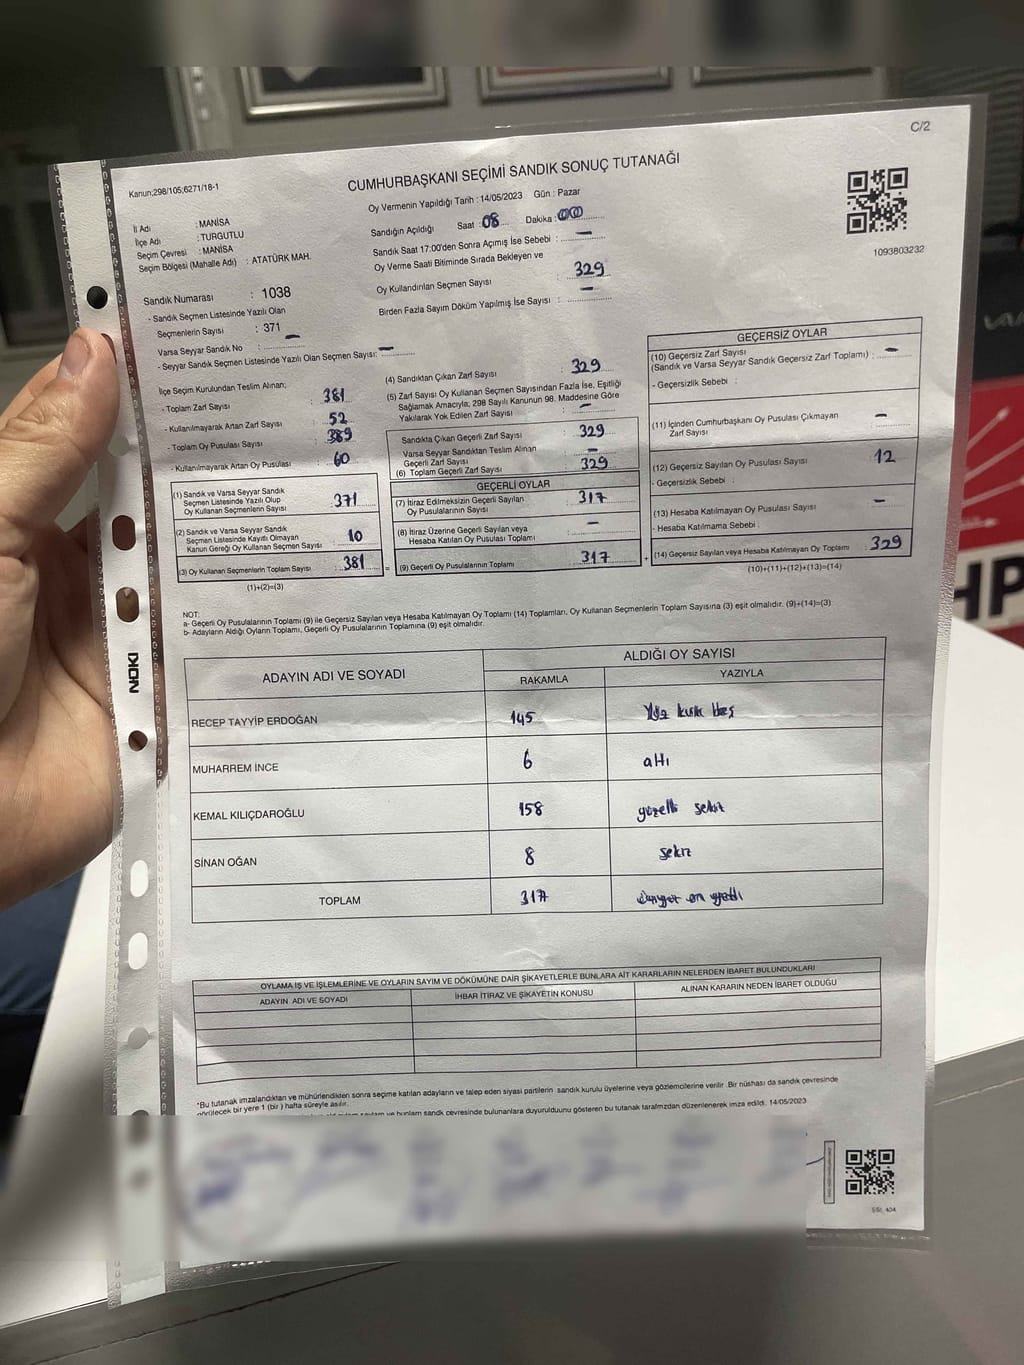 C/2
Kanun:298/105;6271/18-1
CUMHURBAŞKANI SEÇİMİ SANDIK SONUÇ TUTANAĞI
Oy Vermenin Yapıldığı Tarih : 14/05/2023 Gün : Pazar
İl Adı : MANİSA
İlçe Adı : TURGUTLU
Seçim Çevresi : MANİSA
Seçim Bölgesi (Mahalle Adı) : ATATÜRK MAH.
Sandığın Açıldığı Saat : 08 Dakika : 00
Sandık Saat 17:00'den Sonra Açımış İse Sebebi : -
Oy Verme Saati Bitiminde Sırada Bekleyen ve
Oy Kullandırılan Seçmen Sayısı : 329
Birden Fazla Sayım Döküm Yapılmış İse Sayısı : -
1093803232
Sandık Numarası : 1038
- Sandık Seçmen Listesinde Yazılı Olan
Seçmenlerin Sayısı : 371
Varsa Seyyar Sandık No : -
- Seyyar Sandık Seçmen Listesinde Yazılı Olan Seçmen Sayısı: -
İlçe Seçim Kurulundan Teslim Alınan;
- Toplam Zarf Sayısı : 381
- Kullanılmayarak Artan Zarf Sayısı : 52
- Toplam Oy Pusulası Sayısı : 389
- Kullanılmayarak Artan Oy Pusulası : 60
(1) Sandık ve Varsa Seyyar Sandık
Seçmen Listesinde Yazılı Olup
Oy Kullanan Seçmenlerin Sayısı : 371
(2) Sandık ve Varsa Seyyar Sandık
Seçmen Listesinde Kayıtlı Olmayan
Kanun Gereği Oy Kullanan Seçmen Sayısı : 10
(3) Oy Kullanan Seçmenlerin Toplam Sayısı : 381
(1)+(2)=(3)
(4) Sandıktan Çıkan Zarf Sayısı : 329
(5) Zarf Sayısı Oy Kullanan Seçmen Sayısından Fazla İse, Eşitliği
Sağlamak Amacıyla; 298 Sayılı Kanunun 98. Maddesine Göre
Yakılarak Yok Edilen Zarf Sayısı : -
Sandıkta Çıkan Geçerli Zarf Sayısı : 329
Varsa Seyyar Sandıktan Teslim Alınan
Geçerli Zarf Sayısı : -
(6) Toplam Geçerli Zarf Sayısı : 329
GEÇERLİ OYLAR
(7) İtiraz Edilmeksizin Geçerli Sayılan
Oy Pusulalarının Sayısı : 317
(8) İtiraz Üzerine Geçerli Sayılan veya
Hesaba Katılan Oy Pusulası Toplamı : -
(9) Geçerli Oy Pusulalarının Toplamı : 317
GEÇERSİZ OYLAR
(10) Geçersiz Zarf Sayısı
(Sandık ve Varsa Seyyar Sandık Geçersiz Zarf Toplamı) : -
- Geçersizlik Sebebi :
(11) İçinden Cumhurbaşkanı Oy Pusulası Çıkmayan
Zarf Sayısı : -
(12) Geçersiz Sayılan Oy Pusulası Sayısı : 12
- Geçersizlik Sebebi :
(13) Hesaba Katılmayan Oy Pusulası Sayısı : -
- Hesaba Katılmama Sebebi :
(14) Geçersiz Sayılan veya Hesaba Katılmayan Oy Toplamı : 329
(10)+(11)+(12)+(13)=(14)
NOT:
a- Geçerli Oy Pusulalarının Toplamı (9) ile Geçersiz Sayılan veya Hesaba Katılmayan Oy Toplamı (14) Toplamları, Oy Kullanan Seçmenlerin Toplam Sayısına (3) eşit olmalıdır. (9)+(14)=(3)
b- Adayların Aldığı Oyların Toplamı, Geçerli Oy Pusulalarının Toplamına (9) eşit olmalıdır.
ADAYIN ADI VE SOYADI ALDIĞI OY SAYISI
RAKAMLA YAZIYLA
RECEP TAYYİP ERDOĞAN 145 Yüz kırk beş
MUHARREM İNCE 6 altı
KEMAL KILIÇDAROĞLU 158 yüzelli sekiz
SİNAN OĞAN 8 sekiz
TOPLAM 317 üçyüz on yedi
OYLAMA İŞ VE İŞLEMLERİNE VE OYLARIN SAYIM VE DÖKÜMÜNE DAİR ŞİKAYETLERLE BUNLARA AİT KARARLARIN NELERDEN İBARET BULUNDUKLARI
ADAYIN ADI VE SOYADI İHBAR İTİRAZ VE ŞİKAYETİN KONUSU ALINAN KARARIN NEDEN İBARET OLDUĞU
*Bu tutanak imzalandıktan ve mühürlendikten sonra seçime katılan adayların ve talep eden siyasi partilerin sandık kurulu üyelerine veya gözlemcilerine verilir. Bir nüshası da sandık çevresinde
görülecek bir yere 1 (bir ) hafta süreyle asılır.
sandık çevresinde bulunanlara duyurulduunu gösteren bu tutanak tarafmızdan düzenlenerek imza edildi. 14/05/2023
NOKI
HP